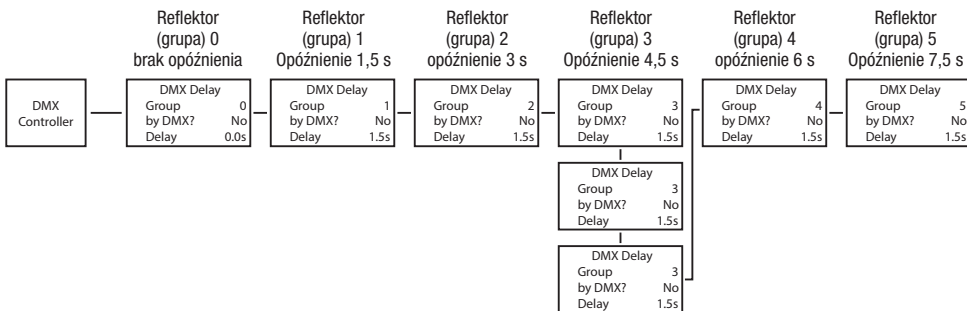 Reflektor
(grupa) 0
brak opóźnienia
Reflektor
(grupa) 1
Opóźnienie 1,5 s
Reflektor
(grupa) 2
opóźnienie 3 s
Reflektor
(grupa) 3
Opóźnienie 4,5 s
Reflektor
(grupa) 4
opóźnienie 6 s
Reflektor
(grupa) 5
Opóźnienie 7,5 s
DMX
Controller
DMX Delay
Group 0
by DMX? No
Delay 0.0s
DMX Delay
Group 1
by DMX? No
Delay 1.5s
DMX Delay
Group 2
by DMX? No
Delay 1.5s
DMX Delay
Group 3
by DMX? No
Delay 1.5s
DMX Delay
Group 3
by DMX? No
Delay 1.5s
DMX Delay
Group 3
by DMX? No
Delay 1.5s
DMX Delay
Group 4
by DMX? No
Delay 1.5s
DMX Delay
Group 5
by DMX? No
Delay 1.5s